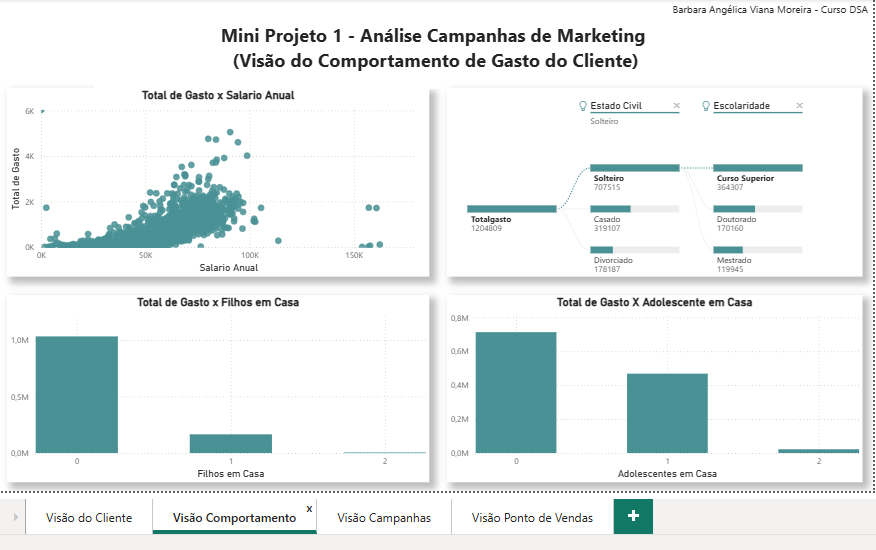 Barbara Angélica Viana Moreira - Curso DSA
Mini Projeto 1 - Análise Campanhas de Marketing
(Visão do Comportamento de Gasto do Cliente)
Total de Gasto x Salario Anual
6K
4K
2K
0K
Total de Gasto
0K
50K
100K
150K
Salario Anual
Estado Civil
Solteiro
Escolaridade
Totalgasto
1204809
Solteiro
707515
Casado
319107
Divorciado
178187
Curso Superior
364307
Doutorado
170160
Mestrado
119945
Total de Gasto x Filhos em Casa
1,0M
0,5M
0,0M
0
1
2
Filhos em Casa
Total de Gasto X Adolescente em Casa
0,8M
0,6M
0,4M
0,2M
0,0M
0
1
2
Adolescentes em Casa
Visão do Cliente
Visão Comportamento
x
Visão Campanhas
Visão Ponto de Vendas
+